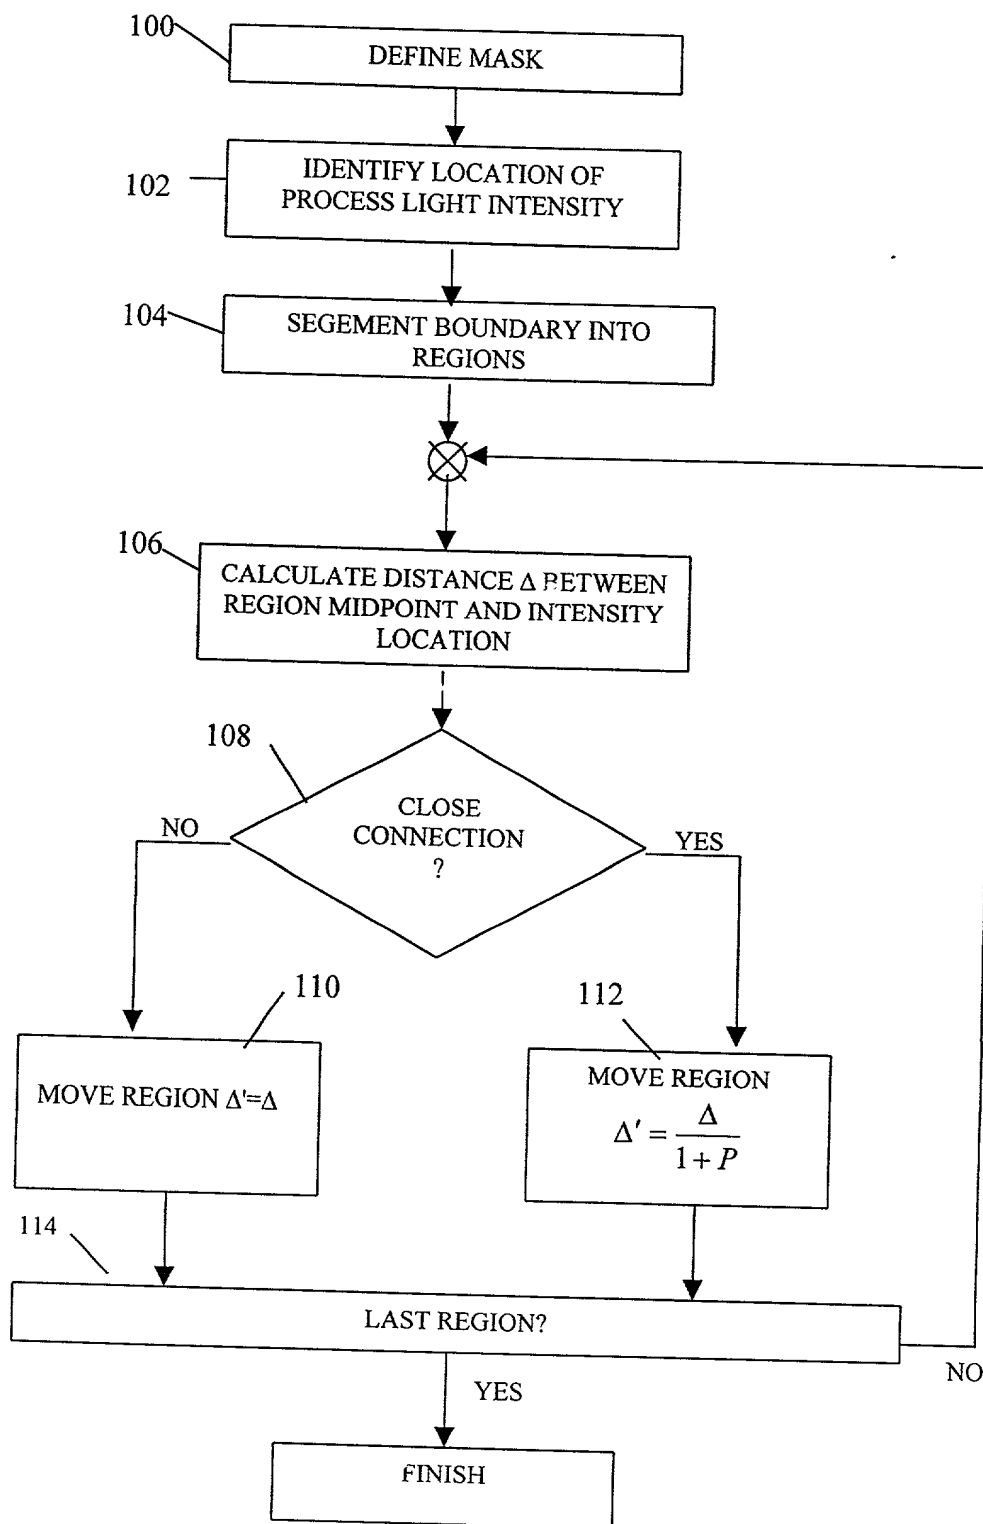 100
DEFINE MASK
102
IDENTIFY LOCATION OF
PROCESS LIGHT INTENSITY
104
SEGEMENT BOUNDARY INTO
REGIONS
106
CALCULATE DISTANCE Δ BETWEEN
REGION MIDPOINT AND INTENSITY
LOCATION
108
CLOSE
CONNECTION
?
NO
YES
110
MOVE REGION Δ'=Δ
112
MOVE REGION
Δ′ = Δ / 1 + P
114
LAST REGION?
NO
YES
FINISH